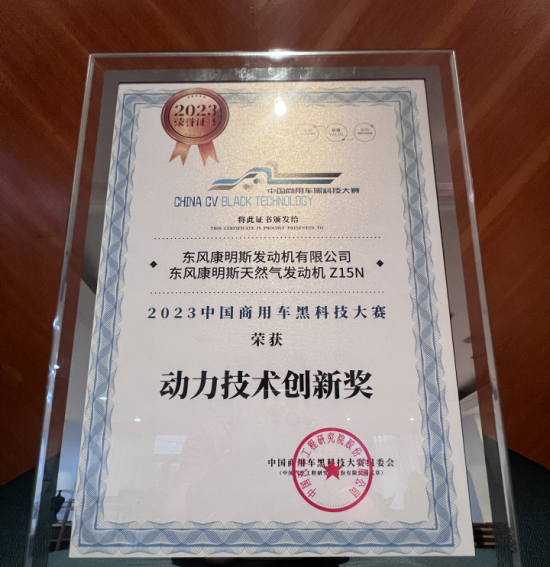 2023
荣誉证书
VALUE
中国商用车黑科技大赛
CHINA CV BLACK TECHNOLOGY
将此证书颁发给
THIS CERTIFICATE IS PROUDLY PRESENTED TO
东风康明斯发动机有限公司
东风康明斯天然气发动机 Z15N
2023中国商用车黑科技大赛
荣获
动力技术创新奖
中国商用车黑科技大赛组委会